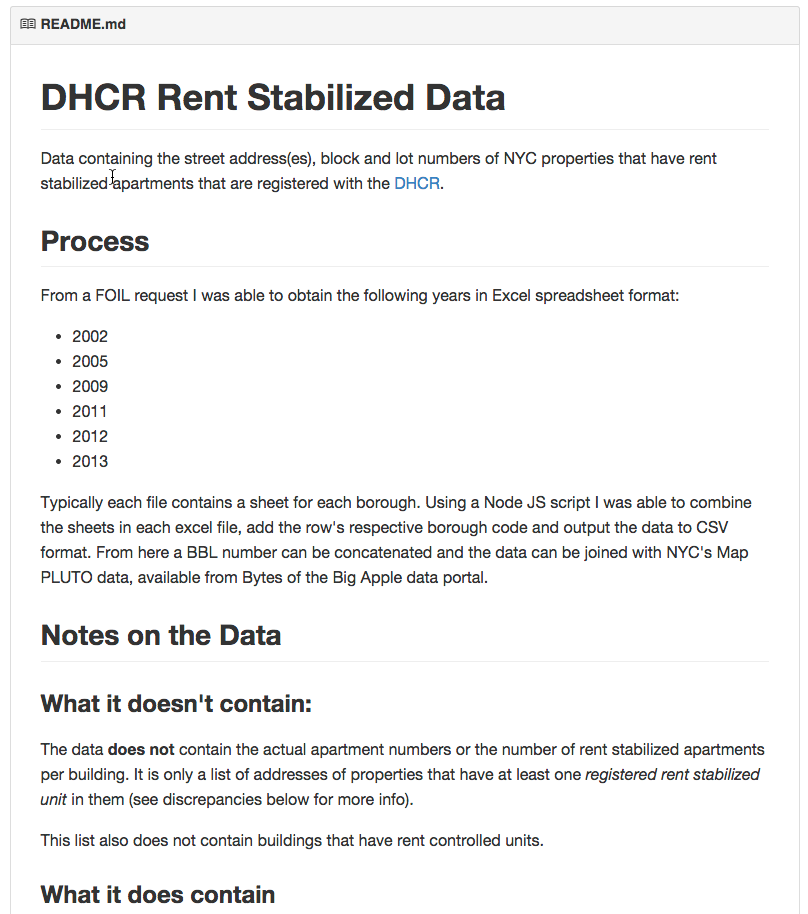 README.md
DHCR Rent Stabilized Data
Data containing the street address(es), block and lot numbers of NYC properties that have rent
stabilized apartments that are registered with the DHCR.
Process
From a FOIL request I was able to obtain the following years in Excel spreadsheet format:
• 2002
• 2005
• 2009
• 2011
• 2012
• 2013
Typically each file contains a sheet for each borough. Using a Node JS script I was able to combine
the sheets in each excel file, add the row's respective borough code and output the data to CSV
format. From here a BBL number can be concatenated and the data can be joined with NYC's Map
PLUTO data, available from Bytes of the Big Apple data portal.
Notes on the Data
What it doesn't contain:
The data does not contain the actual apartment numbers or the number of rent stabilized apartments
per building. It is only a list of addresses of properties that have at least one registered rent stabilized
unit in them (see discrepancies below for more info).
This list also does not contain buildings that have rent controlled units.
What it does contain